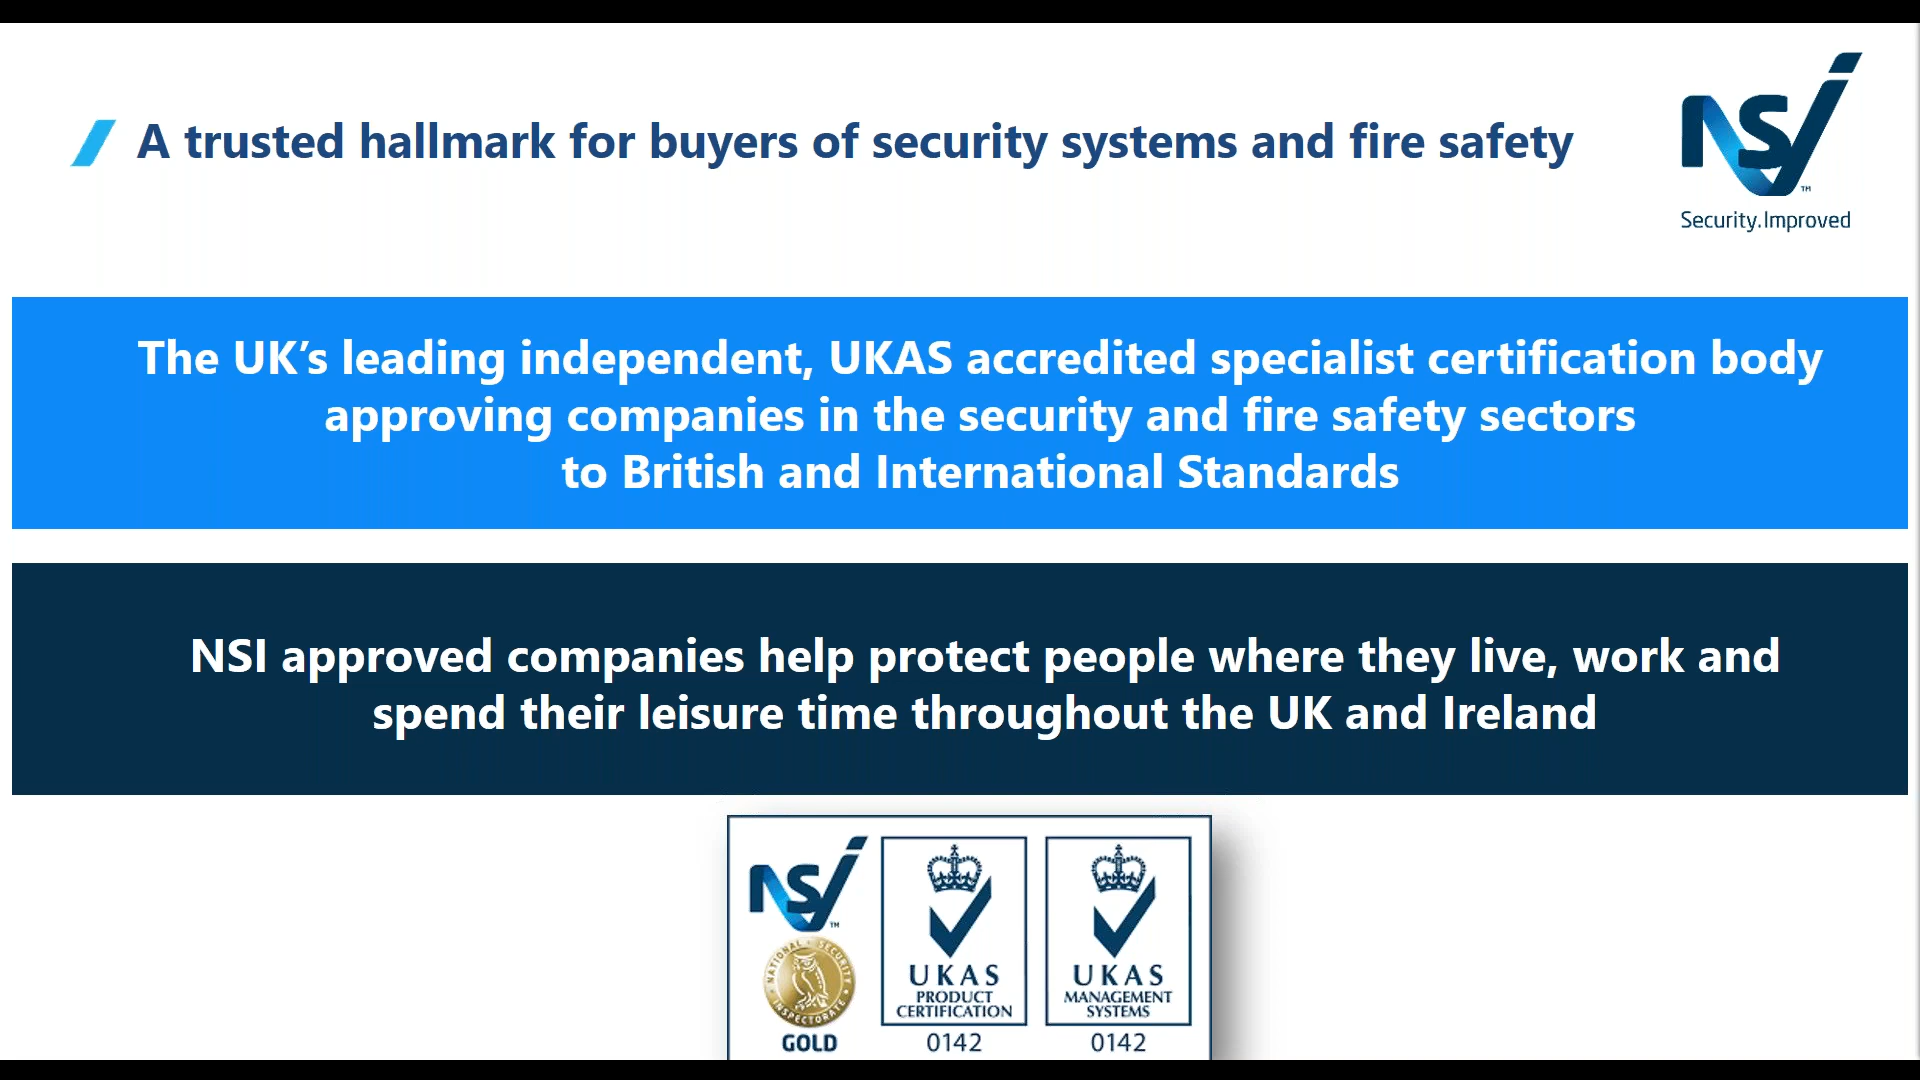 A trusted hallmark for buyers of security systems and fire safety
NSI
TM
Security.Improved
The UK’s leading independent, UKAS accredited specialist certification body
approving companies in the security and fire safety sectors
to British and International Standards
NSI approved companies help protect people where they live, work and
spend their leisure time throughout the UK and Ireland
NSI
TM
NATIONAL SECURITY INSPECTORATE
GOLD
UKAS
PRODUCT
CERTIFICATION
0142
UKAS
MANAGEMENT
SYSTEMS
0142